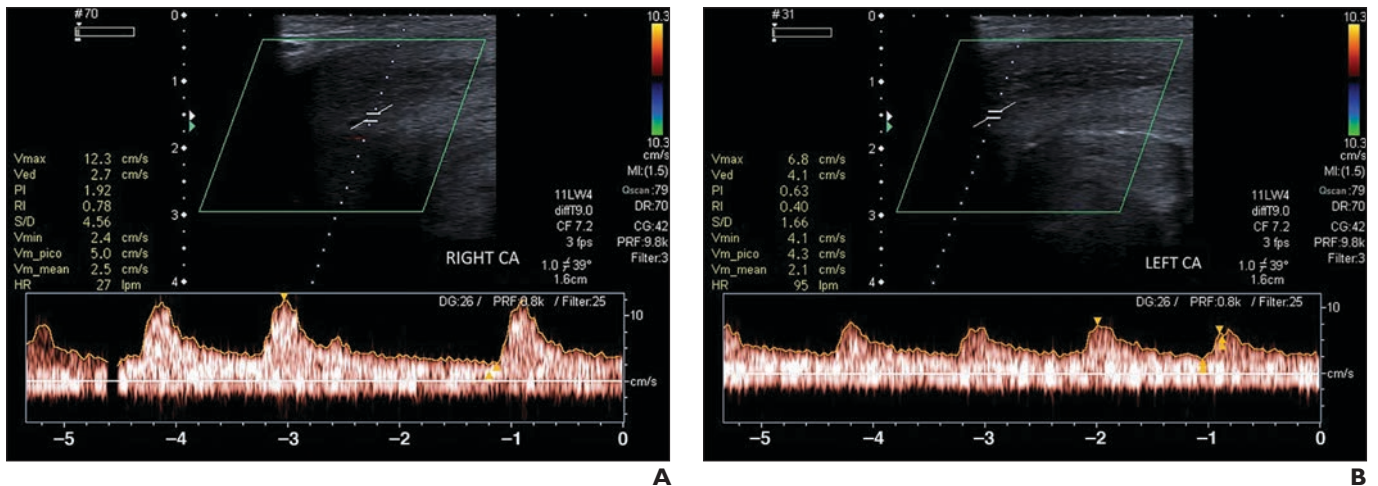 #70
0
1
2
3
4
Vmax 12.3 cm/s
Ved 2.7 cm/s
PI 1.92
RI 0.78
S/D 4.56
Vmin 2.4 cm/s
Vm_pico 5.0 cm/s
Vm_mean 2.5 cm/s
HR 27 lpm
10.3
10.3
cm/s
MI:(1.5)
Qscan:79
DR:70
CG:42
PRF:9.8k
Filter:3
11LW4
diffT9.0
CF 7.2
3 fps
RIGHT CA
1.0 ≠ 39°
1.6cm
DG:26 / PRF:0.8k / Filter:25
10
cm/s
-5 -4 -3 -2 -1 0
A
#31
0
1
2
3
4
Vmax 6.8 cm/s
Ved 4.1 cm/s
PI 0.63
RI 0.40
S/D 1.66
Vmin 4.1 cm/s
Vm_pico 4.3 cm/s
Vm_mean 2.1 cm/s
HR 95 lpm
10.3
10.3
cm/s
MI:(1.5)
Qscan:79
DR:70
CG:42
PRF:9.8k
Filter:3
11LW4
diffT9.0
CF 7.2
3 fps
LEFT CA
1.0 ≠ 39°
1.6cm
DG:26 / PRF:0.8k / Filter:25
10
cm/s
-5 -4 -3 -2 -1 0
B